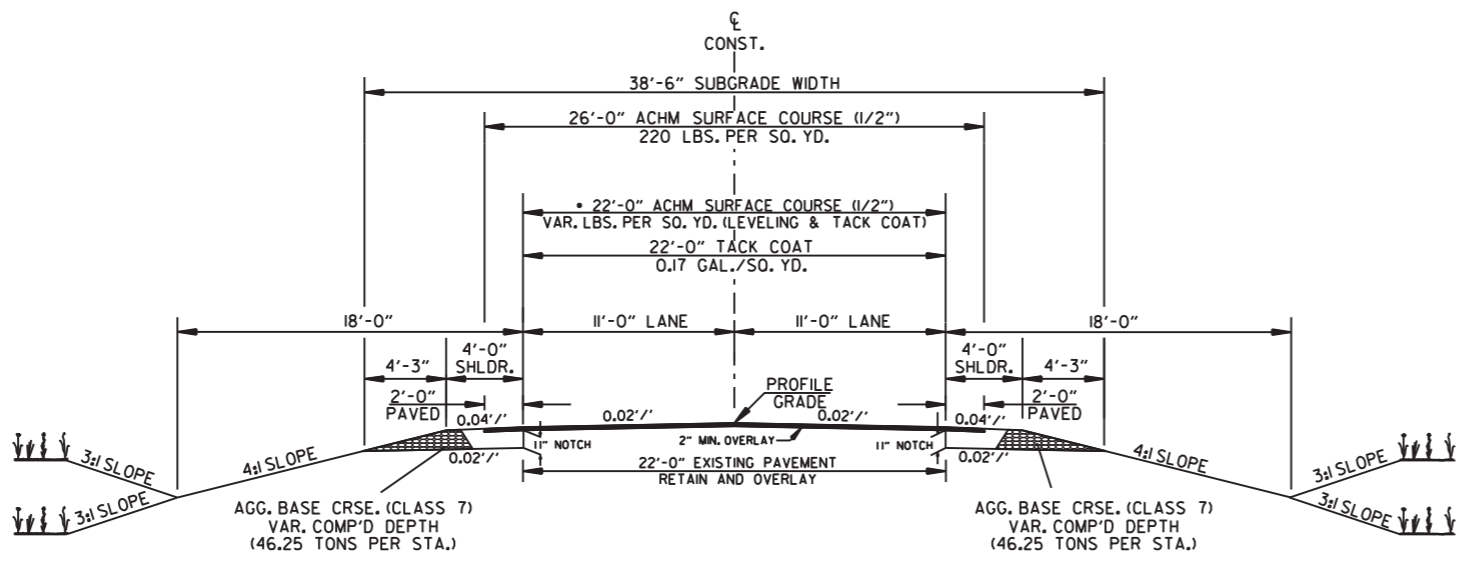 ℄
CONST.
38'-6" SUBGRADE WIDTH
26'-0" ACHM SURFACE COURSE (1/2")
220 LBS. PER SQ. YD.
• 22'-0" ACHM SURFACE COURSE (1/2")
VAR. LBS. PER SQ. YD. (LEVELING & TACK COAT)
22'-0" TACK COAT
0.17 GAL./SQ. YD.
18'-0" 11'-0" LANE 11'-0" LANE 18'-0"
4'-3" 4'-0" SHLDR.
4'-0" SHLDR. 4'-3"
2'-0" PAVED
PROFILE GRADE
2'-0" PAVED
0.04'/' 0.02'/' 0.02'/' 0.04'/'
11" NOTCH 2" MIN. OVERLAY 11" NOTCH
0.02'/' 0.02'/'
22'-0" EXISTING PAVEMENT
RETAIN AND OVERLAY
3:1 SLOPE 4:1 SLOPE 4:1 SLOPE 3:1 SLOPE
3:1 SLOPE 3:1 SLOPE
AGG. BASE CRSE. (CLASS 7)
VAR. COMP'D DEPTH
(46.25 TONS PER STA.)
AGG. BASE CRSE. (CLASS 7)
VAR. COMP'D DEPTH
(46.25 TONS PER STA.)